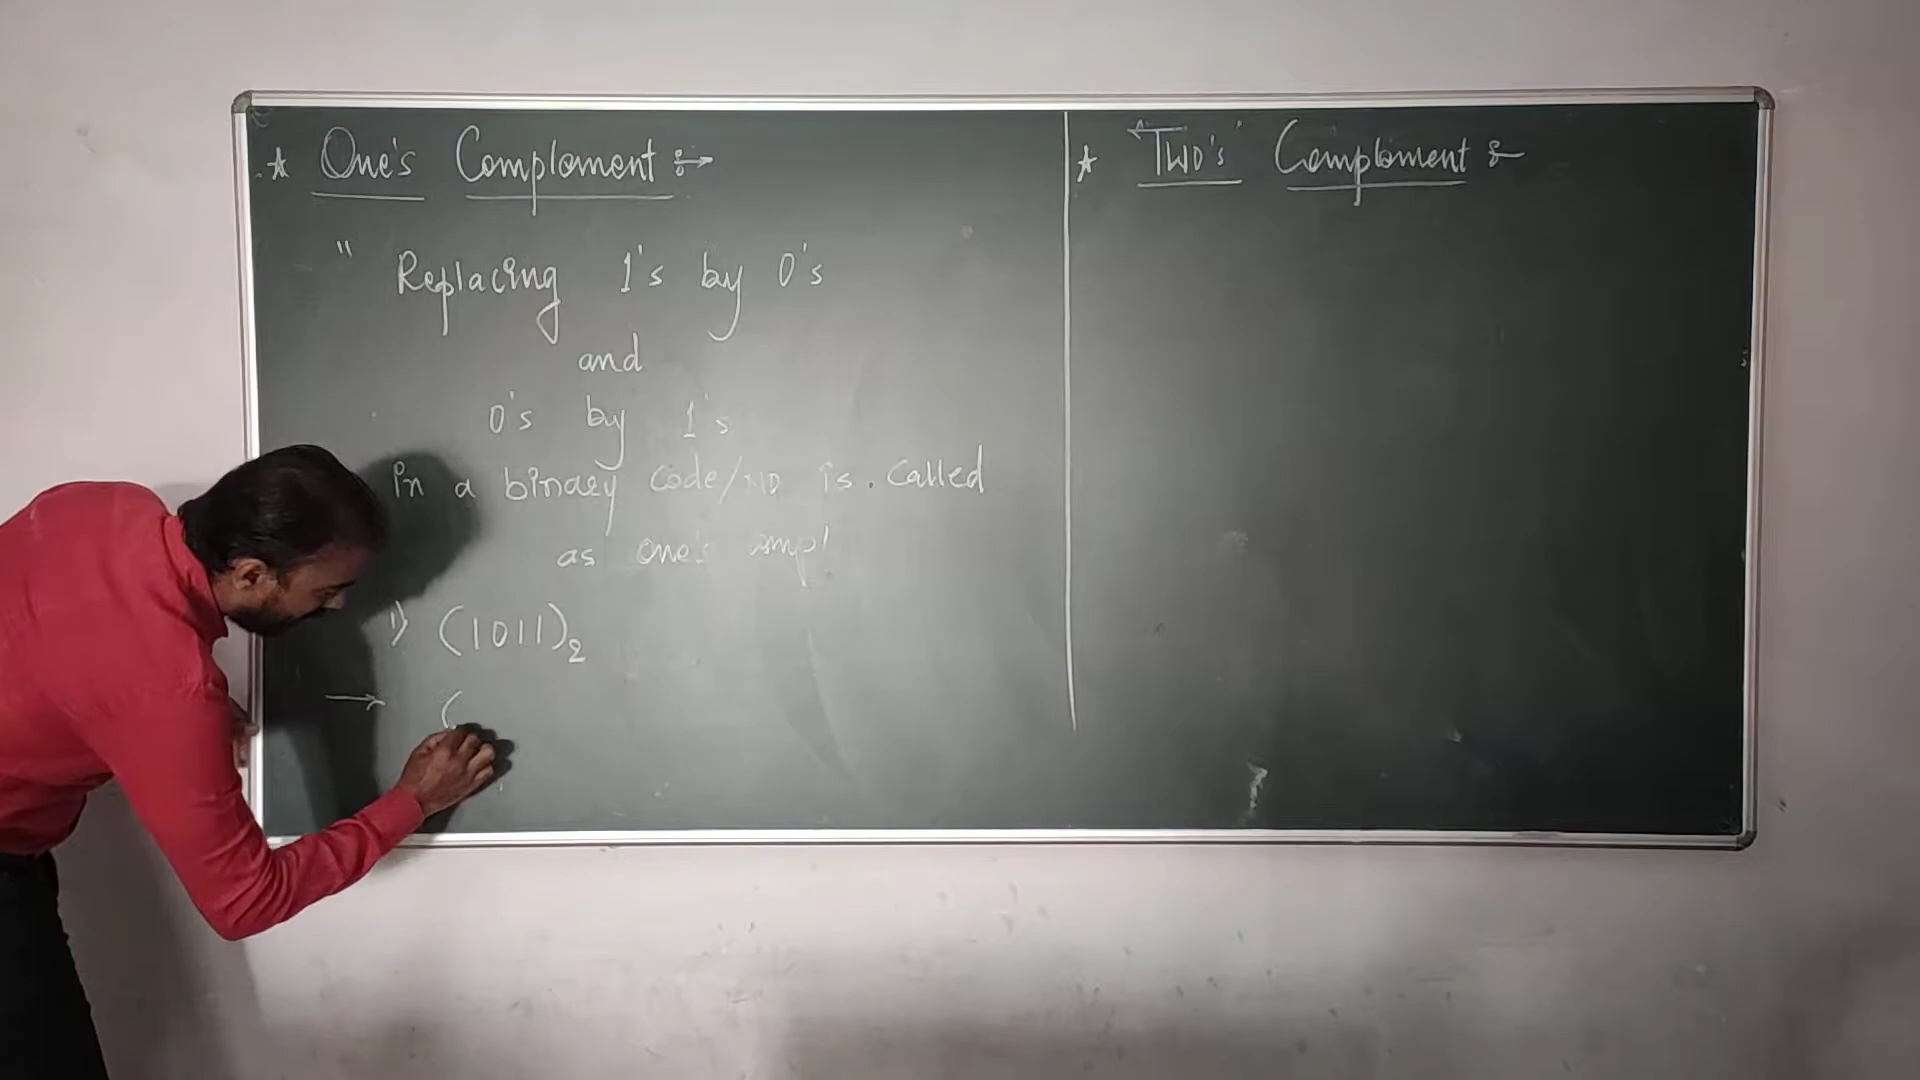 ★ One's Complement :→
" Replacing 1's by 0's
and
0's by 1's
in a binary code/NO is called
as one's compl
1) (1011)₂
→ (
★ Two's Complement :-